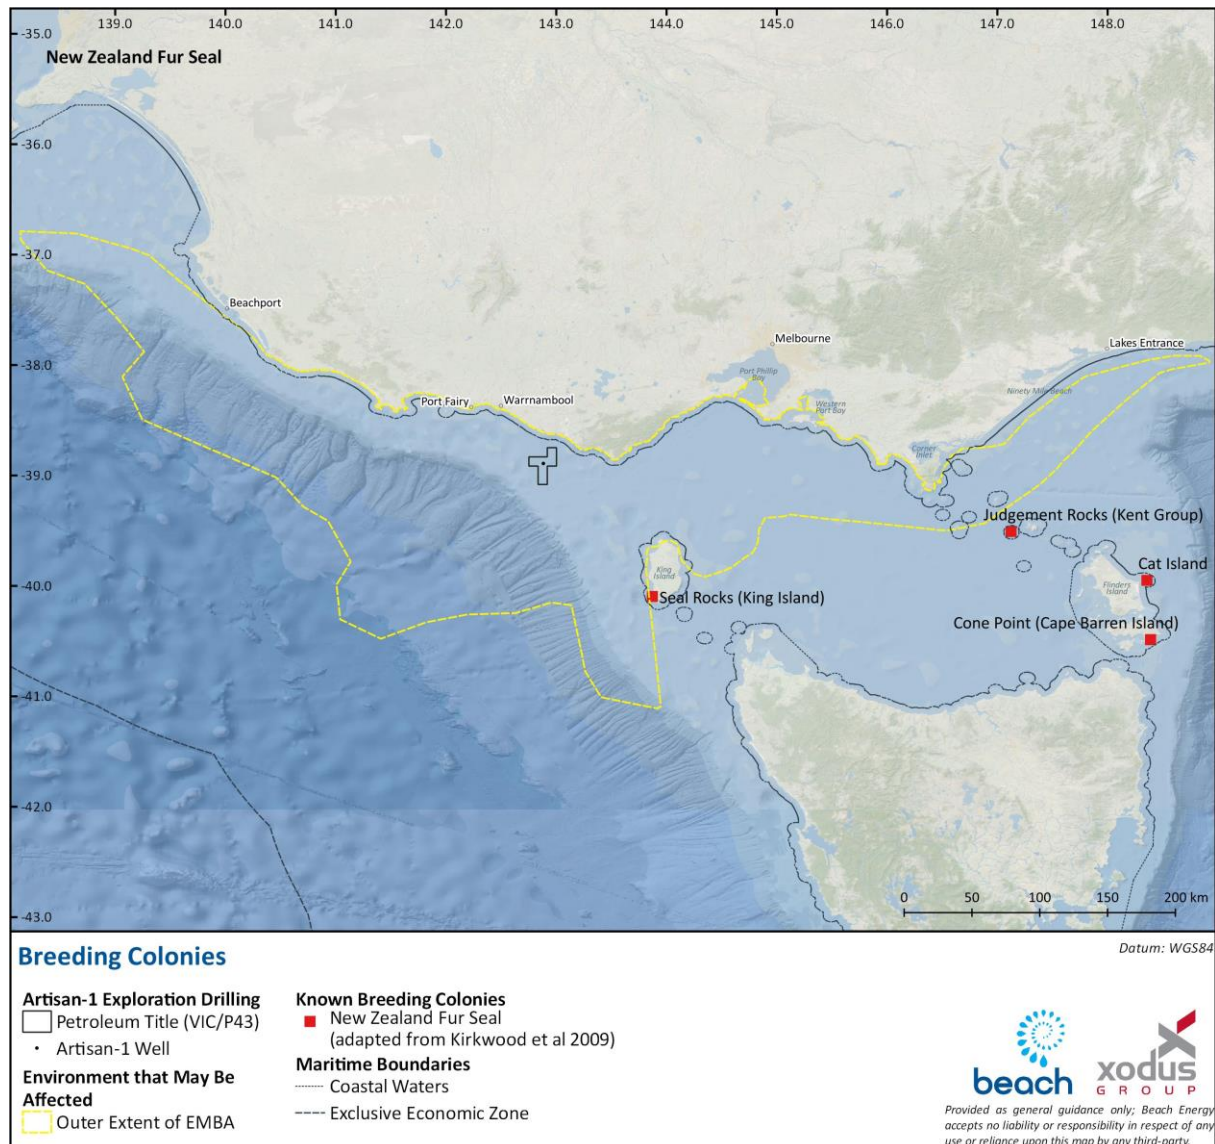 139.0 140.0 141.0 142.0 143.0 144.0 145.0 146.0 147.0 148.0
-35.0
New Zealand Fur Seal
-36.0
-37.0
Beachport
Melbourne
Lakes Entrance
-38.0
Port Phillip
Bay
Ninety Mile Beach
Western
Port Bay
Port Fairy
Warrnambool
Corner
Inlet
-39.0
Judgement Rocks (Kent Group)
Cat Island
King
Island
Flinders
Island
-40.0
Seal Rocks (King Island)
Cone Point (Cape Barren Island)
-41.0
-42.0
0 50 100 150 200 km
-43.0
Breeding Colonies
Datum: WGS84
Artisan-1 Exploration Drilling
Petroleum Title (VIC/P43)
Artisan-1 Well
Environment that May Be
Affected
Outer Extent of EMBA
Known Breeding Colonies
New Zealand Fur Seal
(adapted from Kirkwood et al 2009)
Maritime Boundaries
Coastal Waters
Exclusive Economic Zone
beach
xodus
GROUP
Provided as general guidance only; Beach Energy
accepts no liability or responsibility in respect of any
use or reliance upon this map by any third-party.